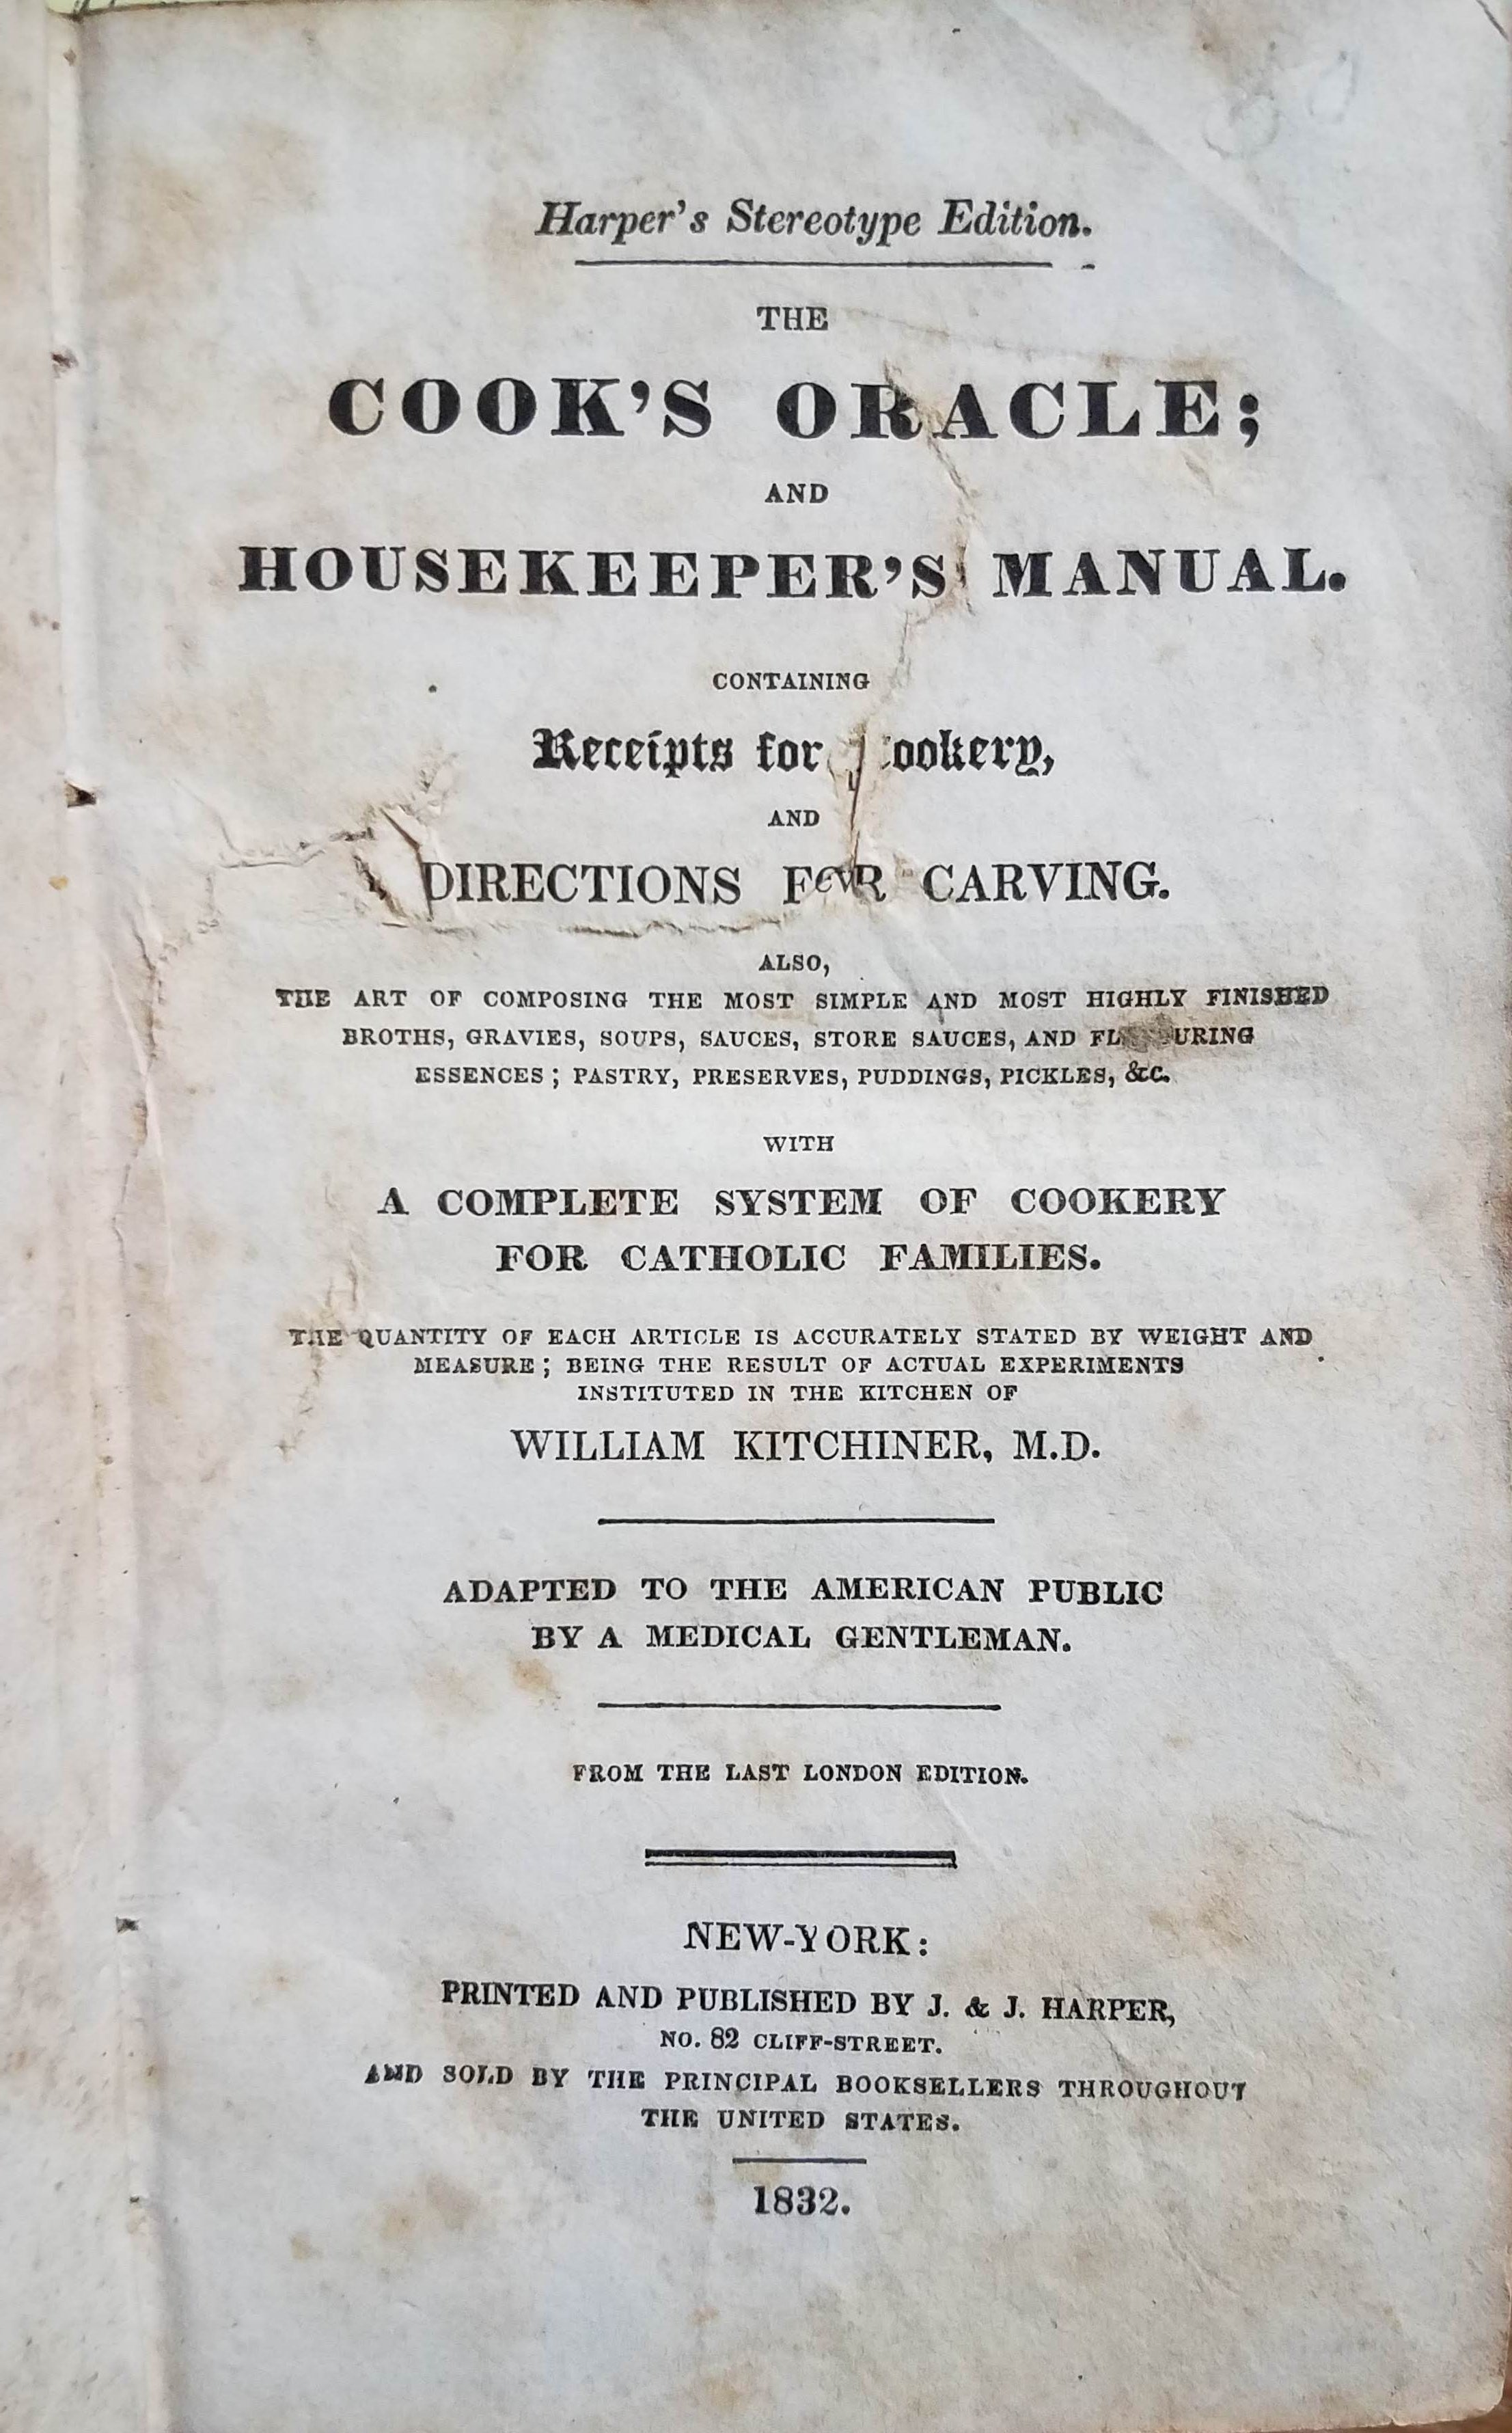 Harper's Stereotype Edition.
THE
COOK'S ORACLE;
AND
HOUSEKEEPER'S MANUAL.
CONTAINING
Receipts for
AND
DIRECTIONS FOR CARVING.
ALSO,
THE ART OF COMPOSING THE MOST SIMPLE AND MOST HIGHLY FINISHED
BROTHS, GRAVIES, SOUPS, SAUCES, STORE SAUCES, AND
ESSENCES; PASTRY, PRESERVES, PUDDINGS, PICKLES, &c.
WITH
A COMPLETE SYSTEM OF COOKERY
FOR CATHOLIC FAMILIES.
THE QUANTITY OF EACH ARTICLE IS ACCURATELY STATED BY WEIGHT AND
MEASURE; BEING THE RESULT OF ACTUAL EXPERIMENTS
INSTITUTED IN THE KITCHEN OF
WILLIAM KITCHINER, M.D.
ADAPTED TO THE AMERICAN PUBLIC
BY A MEDICAL GENTLEMAN.
FROM THE LAST LONDON EDITION.
NEW-YORK:
PRINTED AND PUBLISHED BY J. & J. HARPER,
NO. 82 CLIFF-STREET.
AND SOLD BY THE PRINCIPAL BOOKSELLERS THROUGHOUT
THE UNITED STATES.
1832.